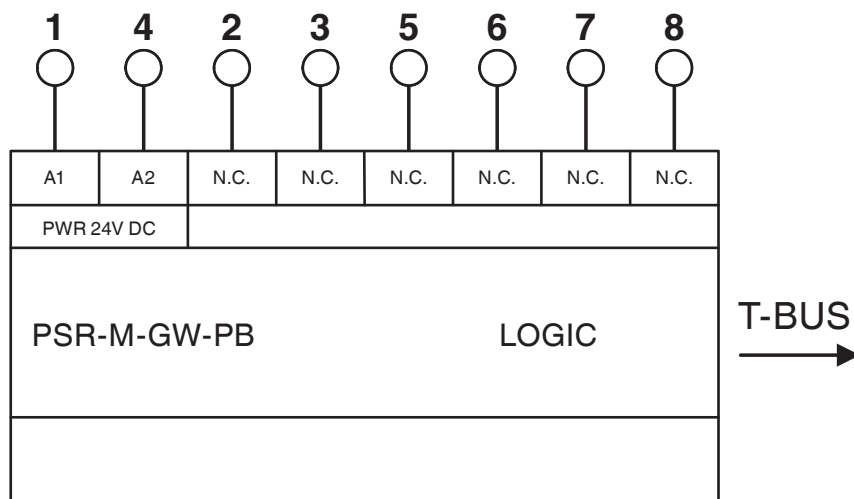 1 4 2 3 5 6 7 8
A1 A2 N.C. N.C. N.C. N.C. N.C. N.C.
PWR 24V DC
PSR-M-GW-PB LOGIC
T-BUS